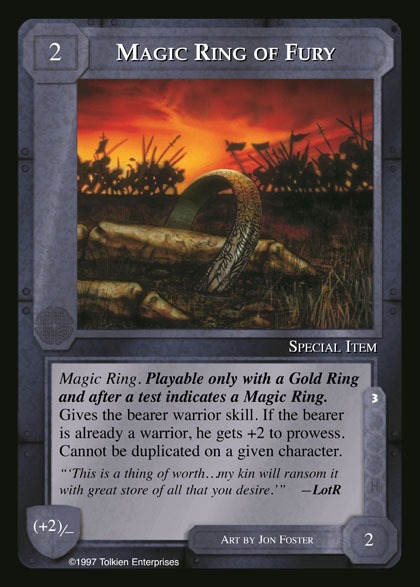 2
MAGIC RING OF FURY
SPECIAL ITEM
Magic Ring. Playable only with a Gold Ring
and after a test indicates a Magic Ring.
Gives the bearer warrior skill. If the bearer
is already a warrior, he gets +2 to prowess.
Cannot be duplicated on a given character.
“‘This is a thing of worth…my kin will ransom it
with great store of all that you desire.’” —LotR
3
H
(+2)/–
ART BY JON FOSTER
2
©1997 Tolkien Enterprises